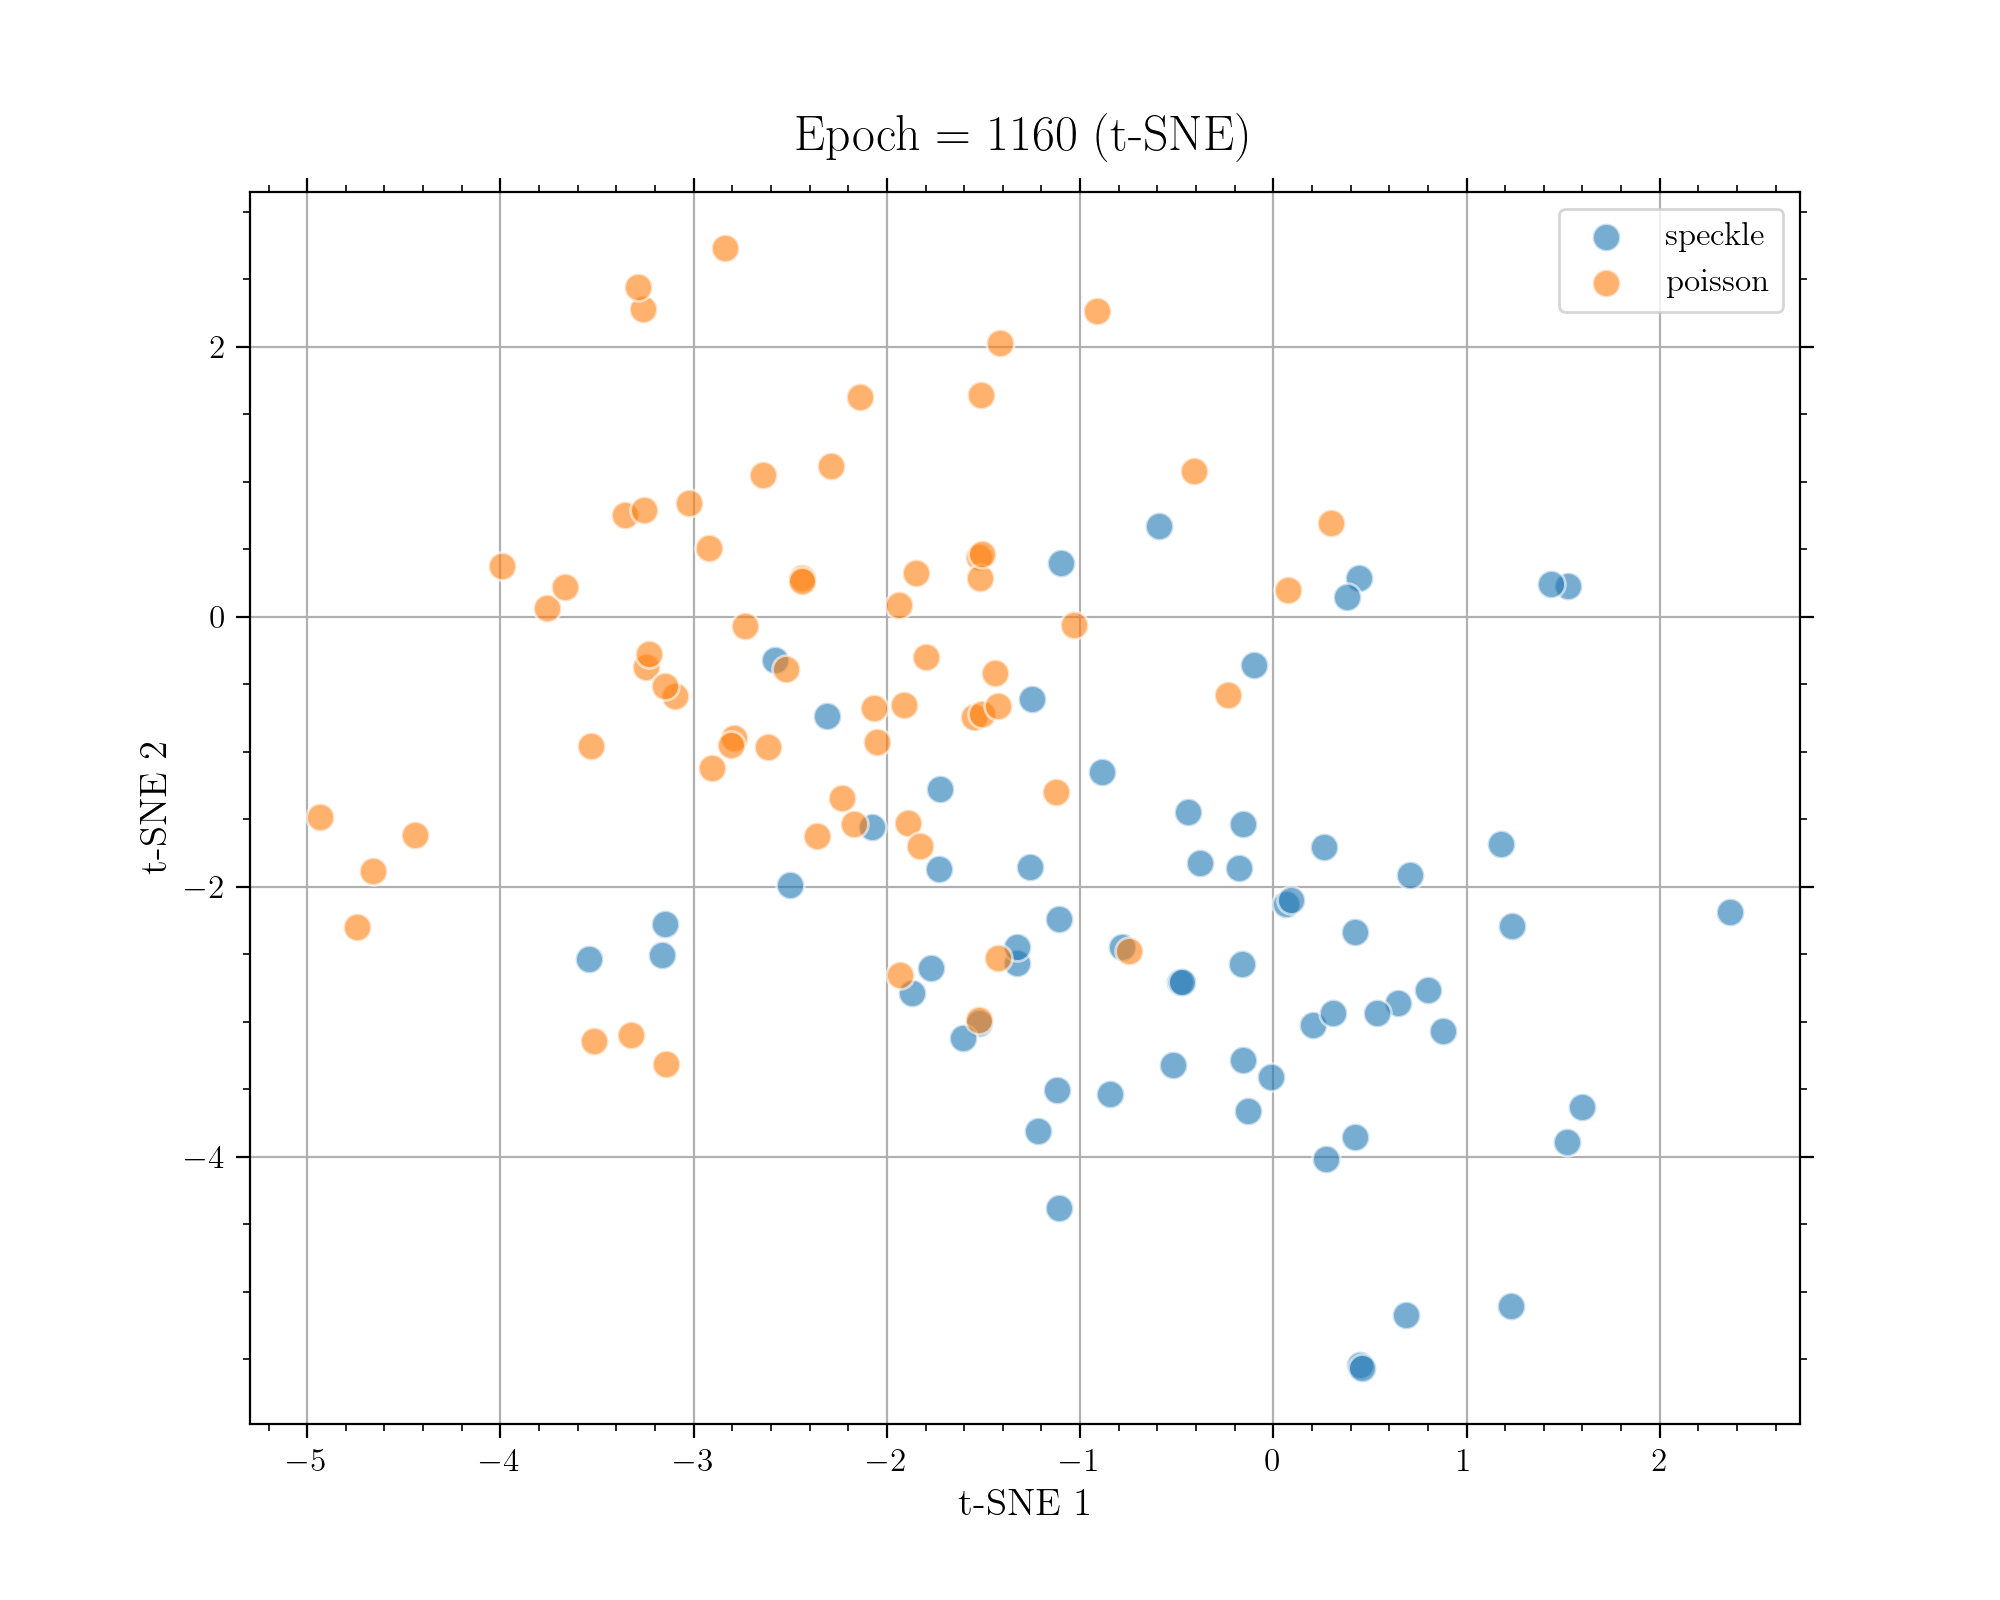 Epoch = 1160 (t-SNE)
speckle
poisson
2
0
−2
−4
t-SNE 2
−5 −4 −3 −2 −1 0 1 2
t-SNE 1